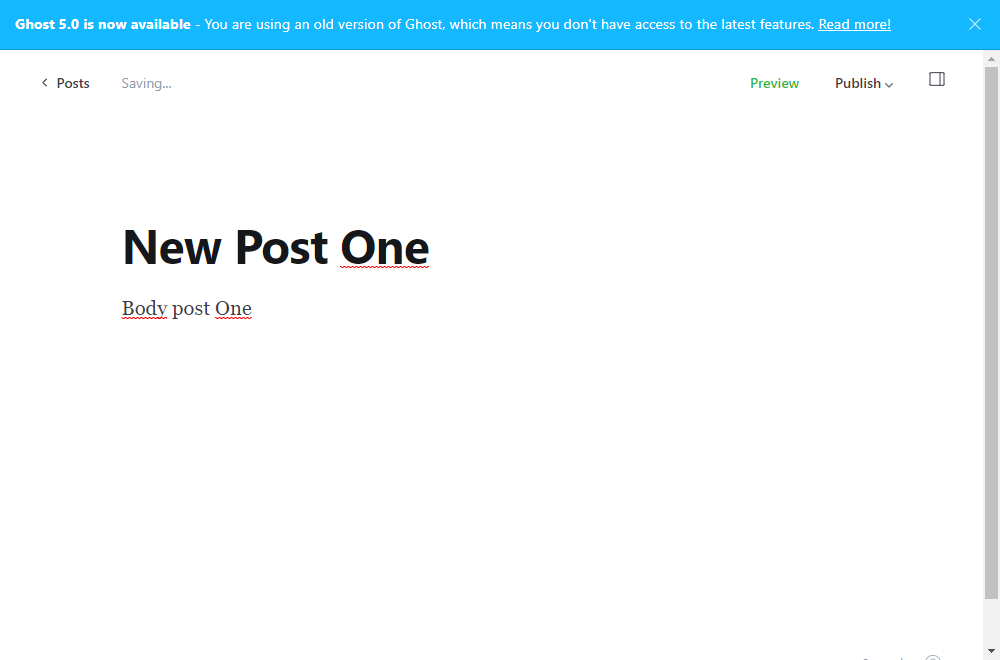 Ghost 5.0 is now available - You are using an old version of Ghost, which means you don't have access to the latest features. Read more!
Posts Saving... Preview Publish
New Post One
Body post One